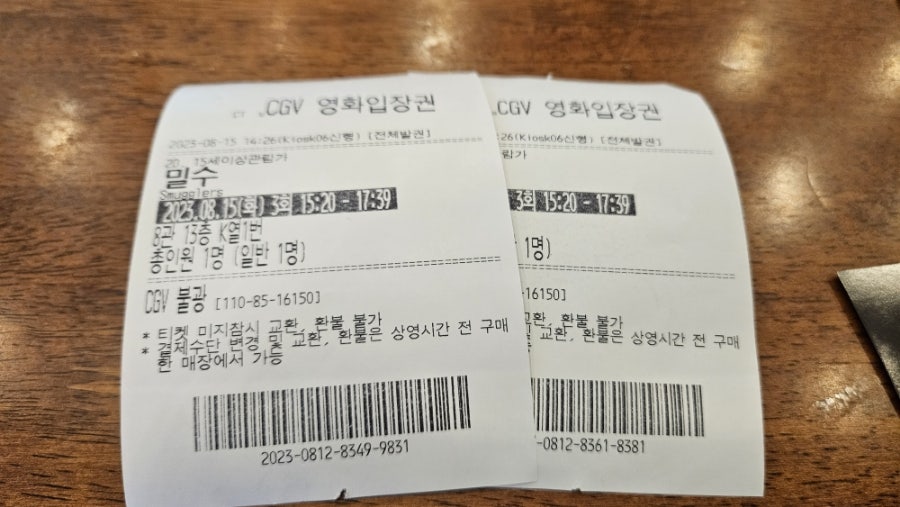 CGV 영화입장권
2023-08-15 16:26(Kiosk06신형) [전체발권]
2D 15세이상관람가
밀수
Smugglers
2023.08.15(화) 3회 15:20 - 17:39
8관 13층 K열1번
총인원 1명 (일반 1명)
CGV 불광 [110-85-16150]
* 티켓 미지참시 교환, 환불 불가
* 결제수단 변경 및 교환, 환불은 상영시간 전 구매
한 매장에서 가능
2023-0812-8349-9831
CGV 영화입장권
:26(Kiosk06신형) [전체발권]
람가
3회 15:20 - 17:39
1명)
-16150]
교환, 환불 불가
및 교환, 환불은 상영시간 전 구매
-0812-8361-8381